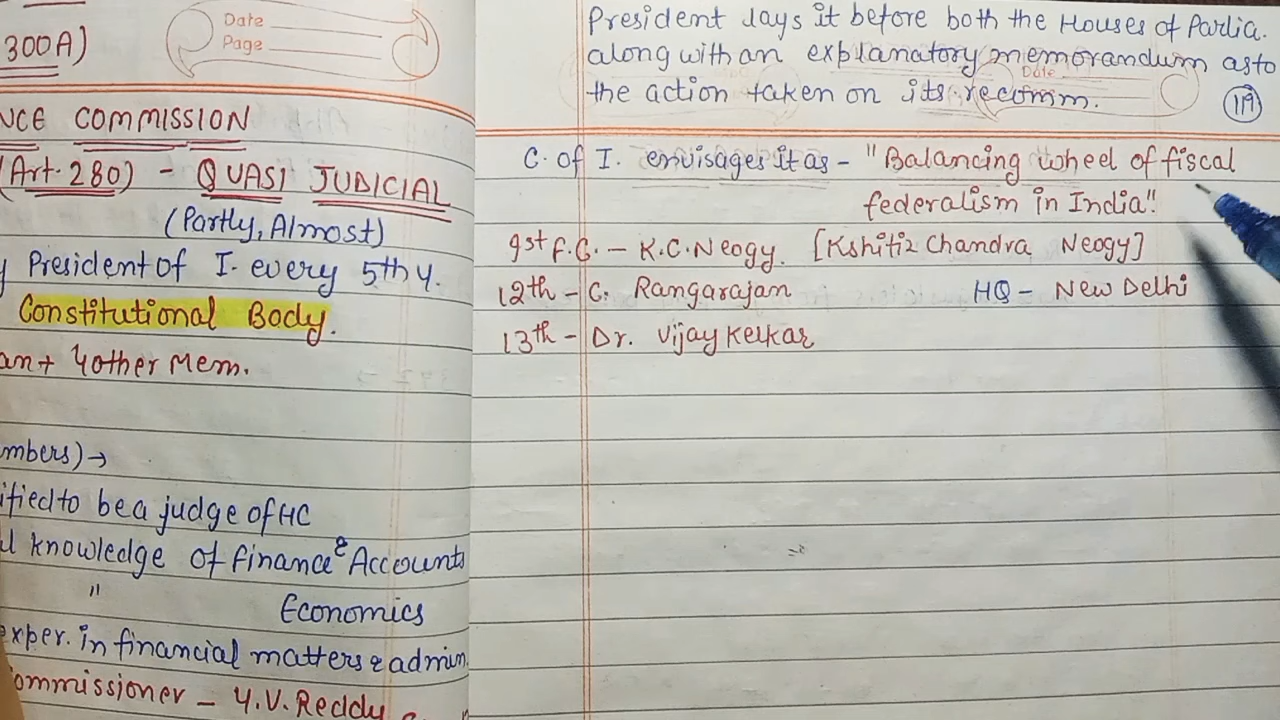 300A)
Date
Page
NCE COMMISSION
(Art. 280) - QUASI JUDICIAL
(Partly, Almost)
President of I. every 5th y.
Constitutional Body.
an + 4 other Mem.
mbers) →
ified to be a judge of HC
knowledge of finance & Accounts
" Economics
exper. in financial matters & admin.
ommissioner - Y.V. Reddy
President lays it before both the Houses of Parlia.
along with an explanatory memorandum as to
Date
the action taken on its recomm.
119
C. of I. envisages it as - "Balancing wheel of fiscal
federalism in India".
1st F.C. - K.C. Neogy. [Kshitiz Chandra Neogy]
12th - C. Rangarajan HQ - New Delhi
13th - Dr. Vijay Kelkar